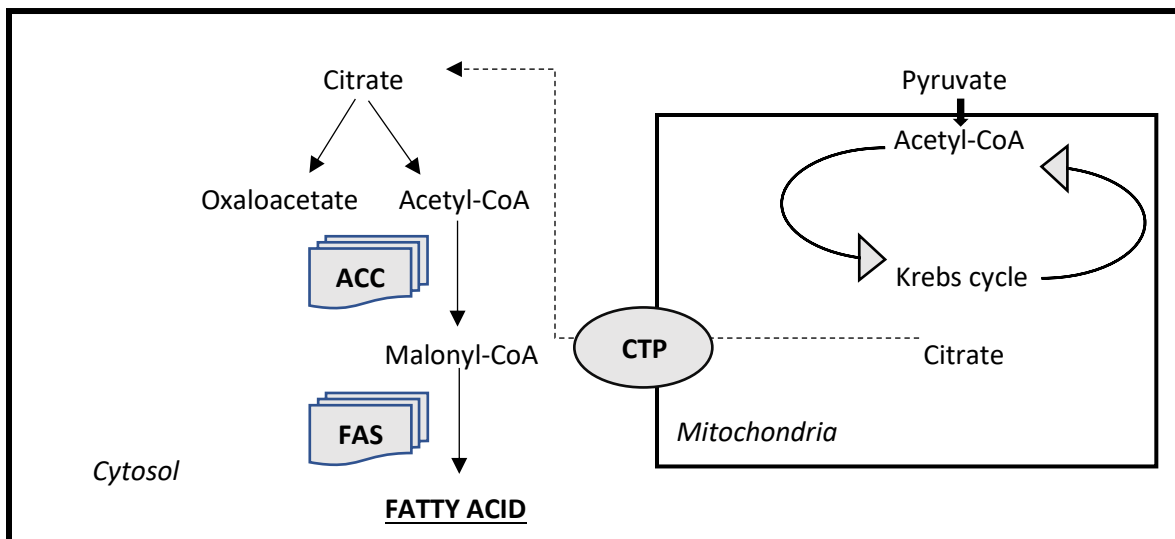 Citrate
Pyruvate
Acetyl-CoA
Oxaloacetate Acetyl-CoA
ACC
Krebs cycle
CTP
Malonyl-CoA
Citrate
FAS
Mitochondria
Cytosol
FATTY ACID